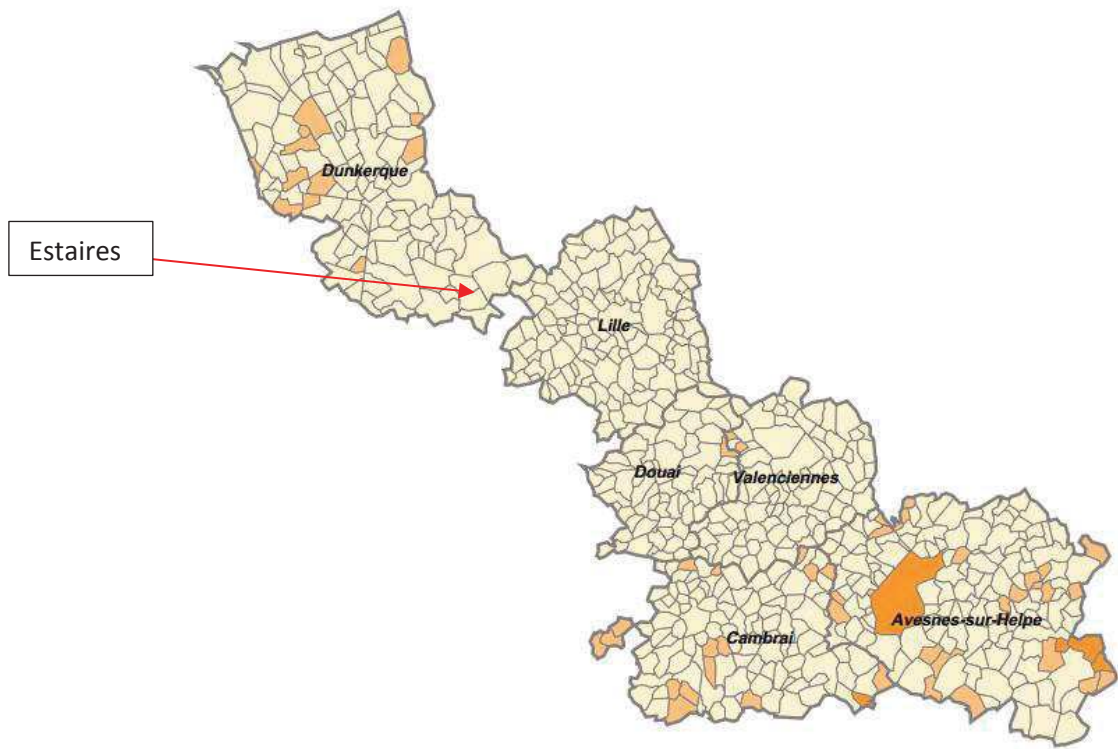 Dunkerque
Estaires
Lille
Douai
Valenciennes
Avesnes-sur-Helpe
Cambrai